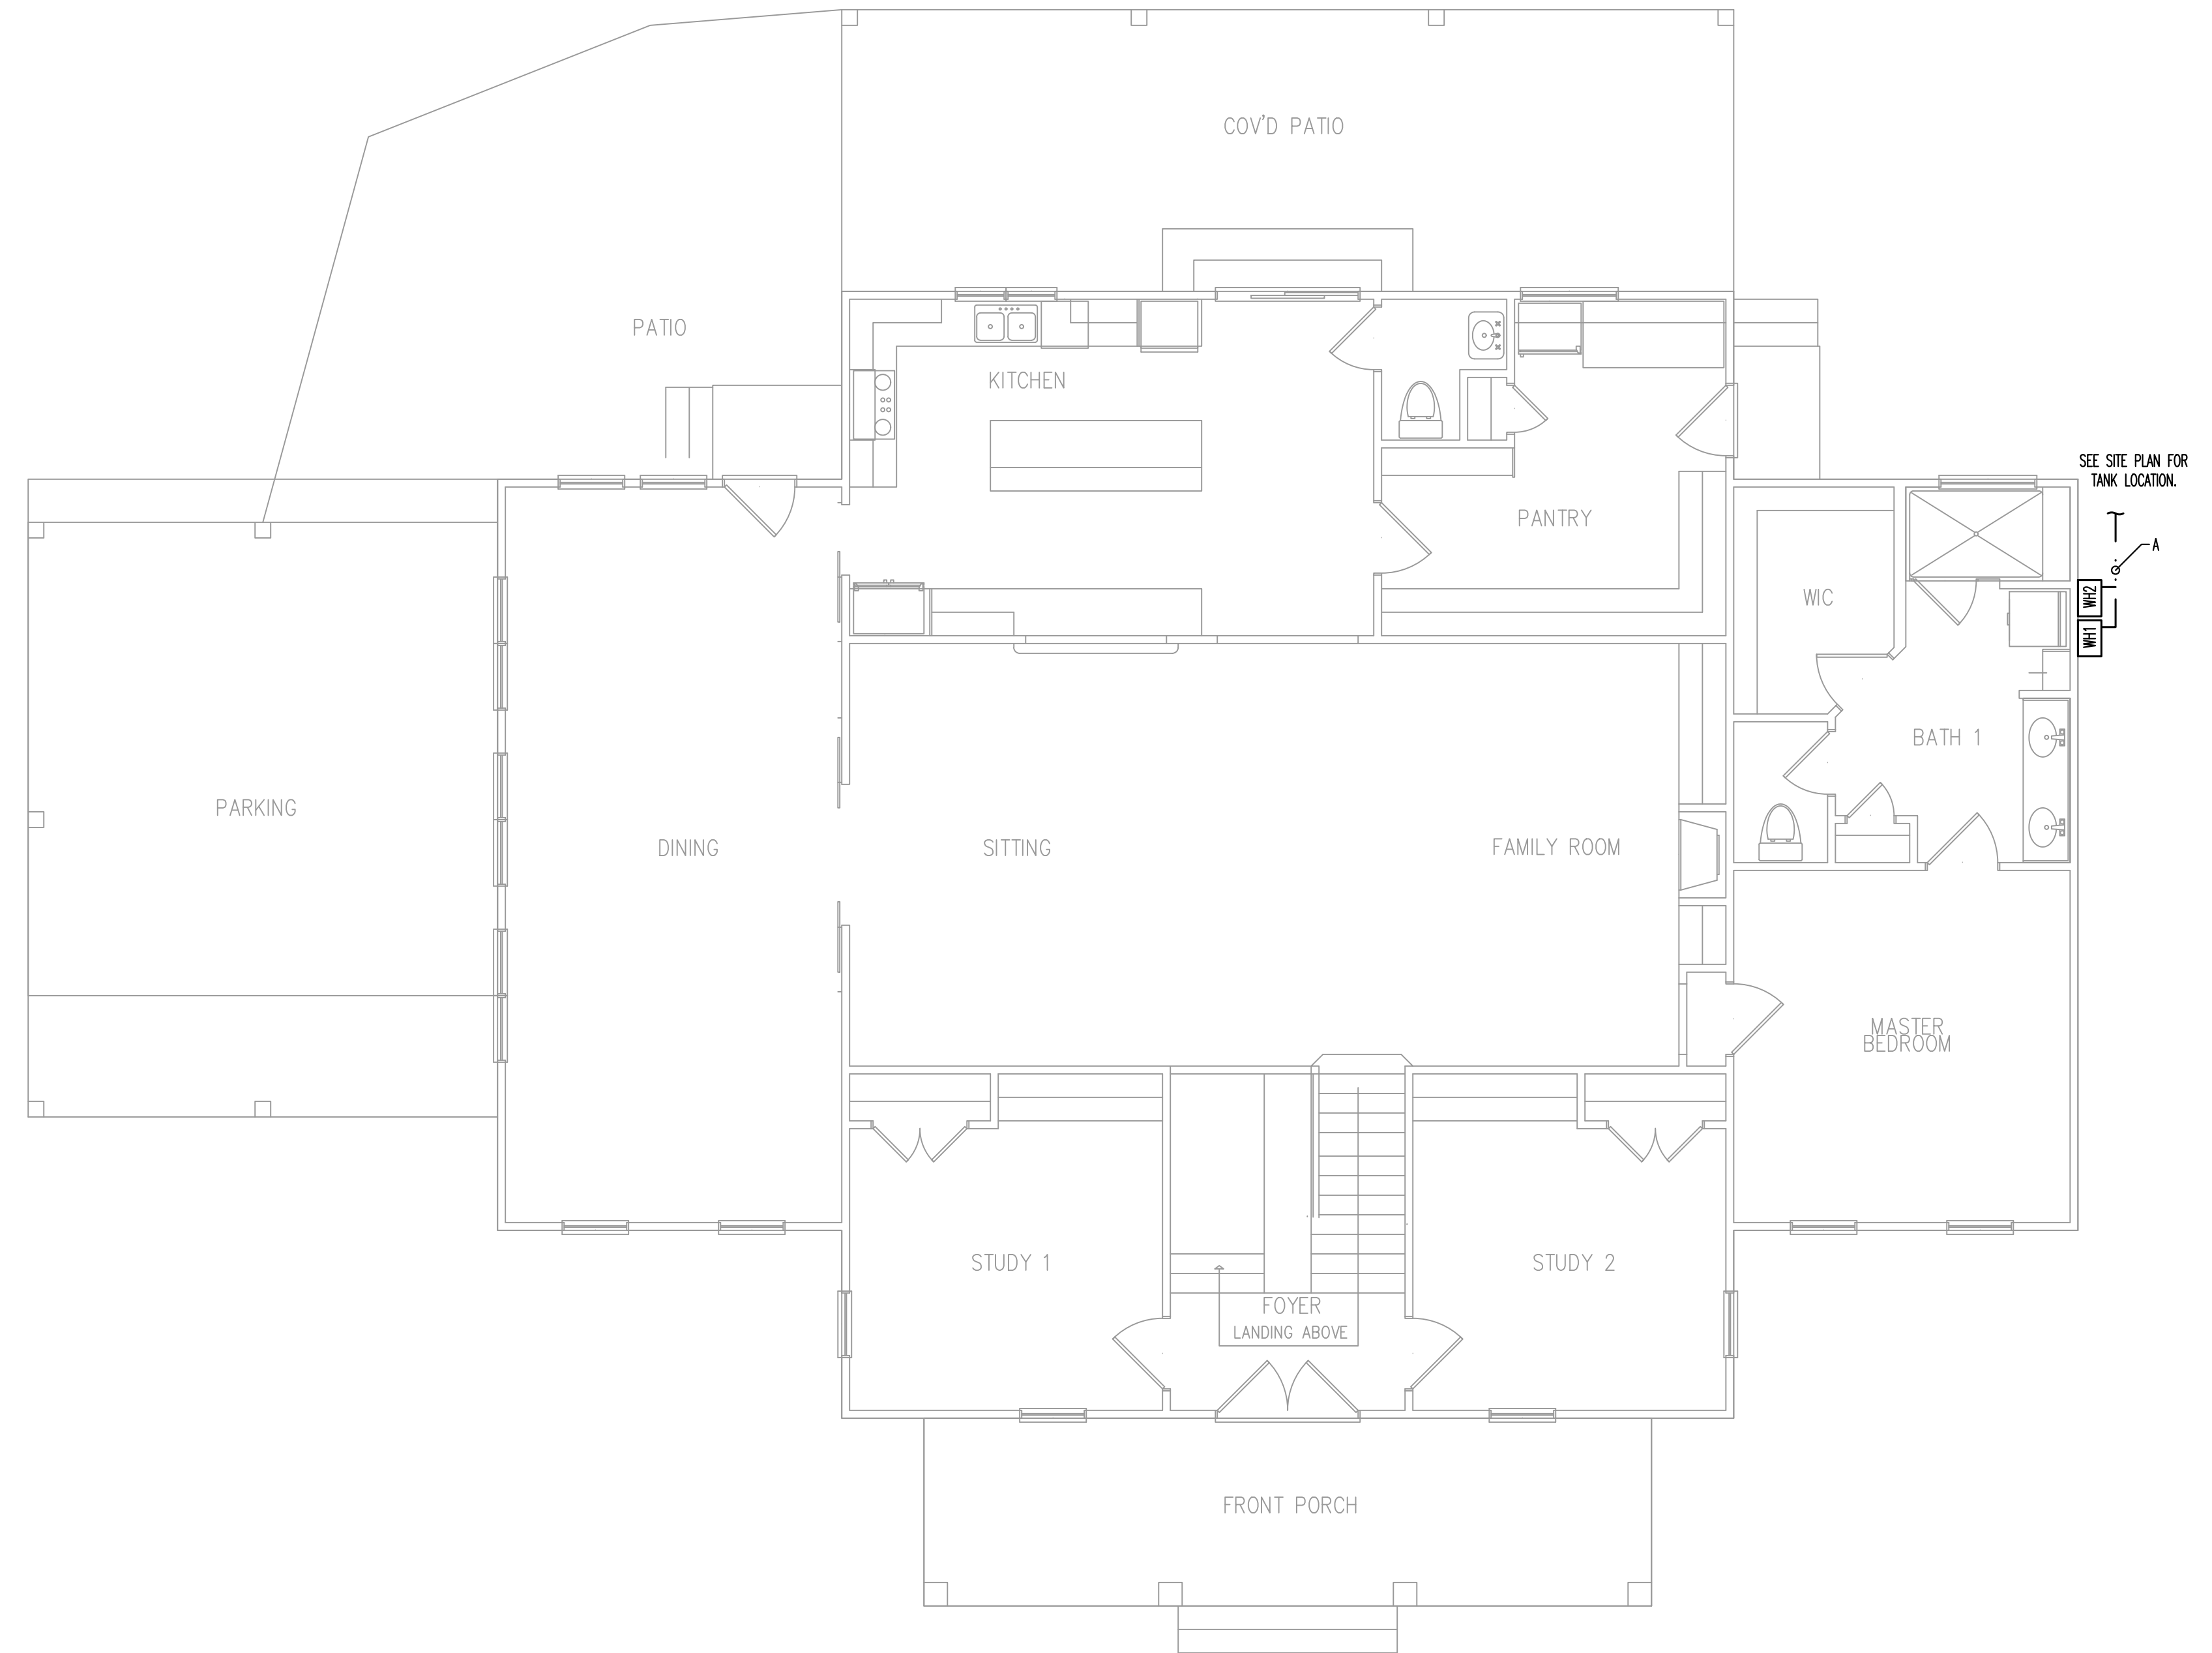 COV'D PATIO
PATIO
KITCHEN
SEE SITE PLAN FOR
TANK LOCATION.
PANTRY
A
WIC
WH2
WH1
BATH 1
PARKING
DINING
SITTING
FAMILY ROOM
MASTER
BEDROOM
STUDY 1
STUDY 2
FOYER
LANDING ABOVE
FRONT PORCH